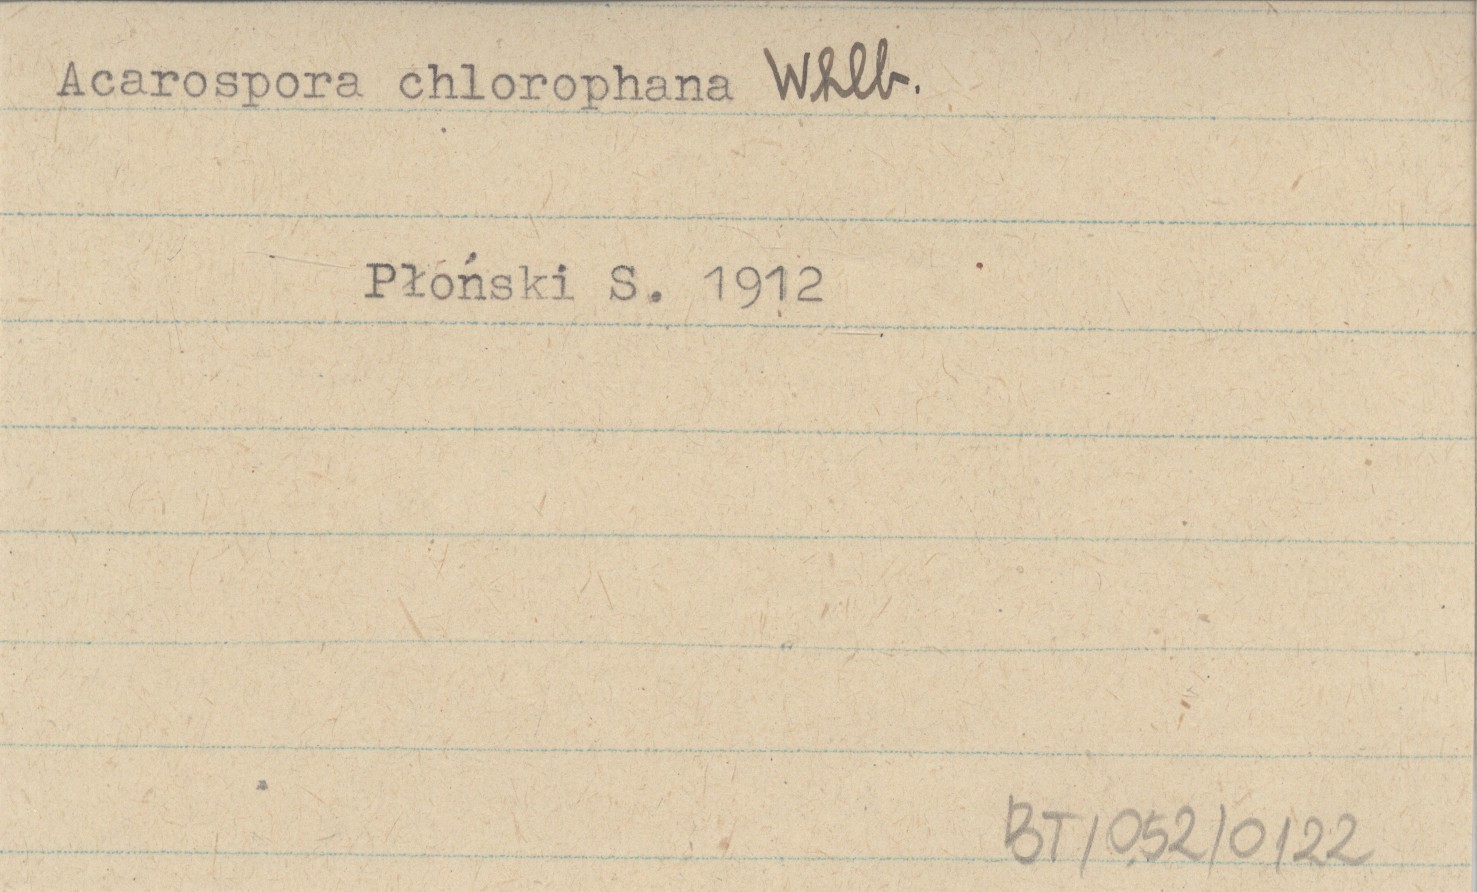 Acarospora chlorophana Whlb.
Płoński S. 1912
BT/052/0122